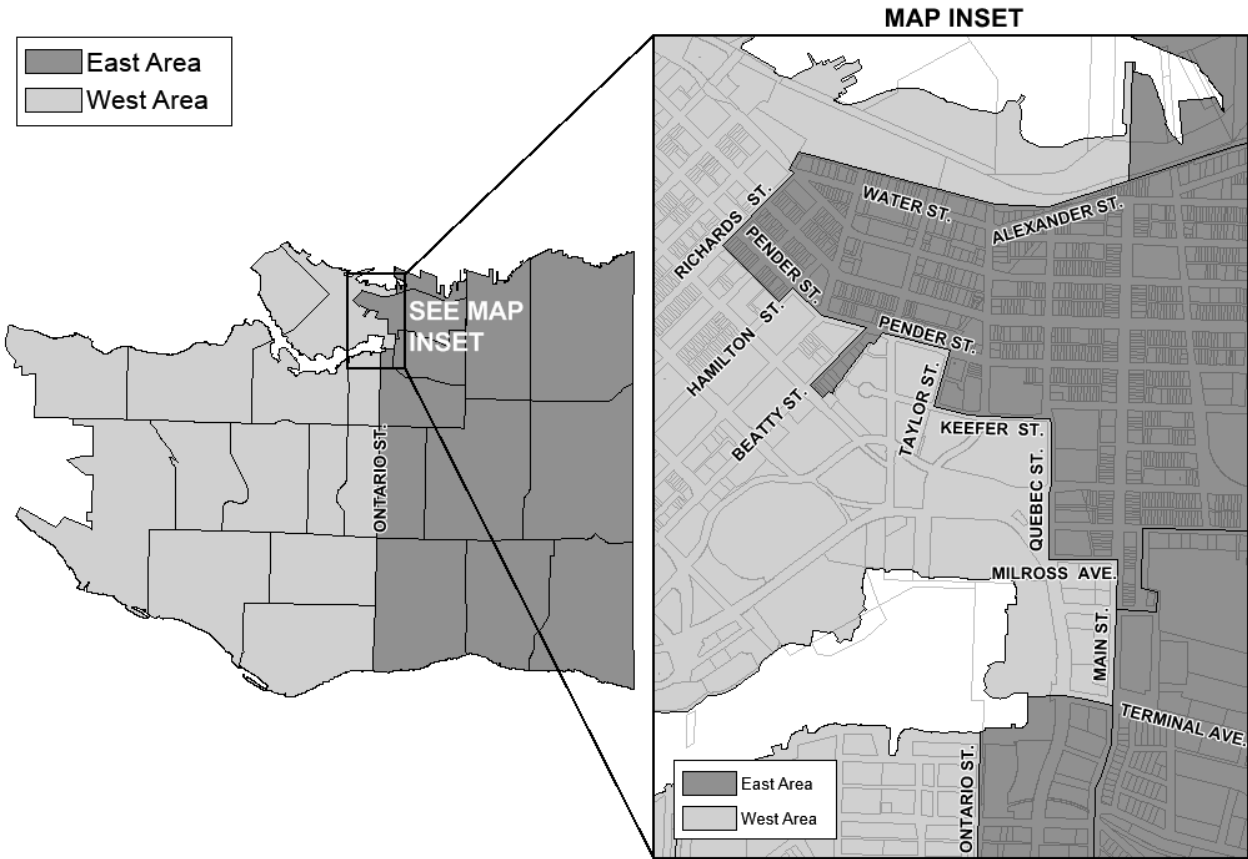 MAP INSET
East Area
West Area
SEE MAP
INSET
ONTARIO ST.
WATER ST.
ALEXANDER ST.
RICHARDS ST.
PENDER ST.
HAMILTON ST.
PENDER ST.
BEATTY ST.
TAYLOR ST.
KEEFER ST.
QUEBEC ST.
MILROSS AVE.
MAIN ST.
TERMINAL AVE.
ONTARIO ST.
East Area
West Area